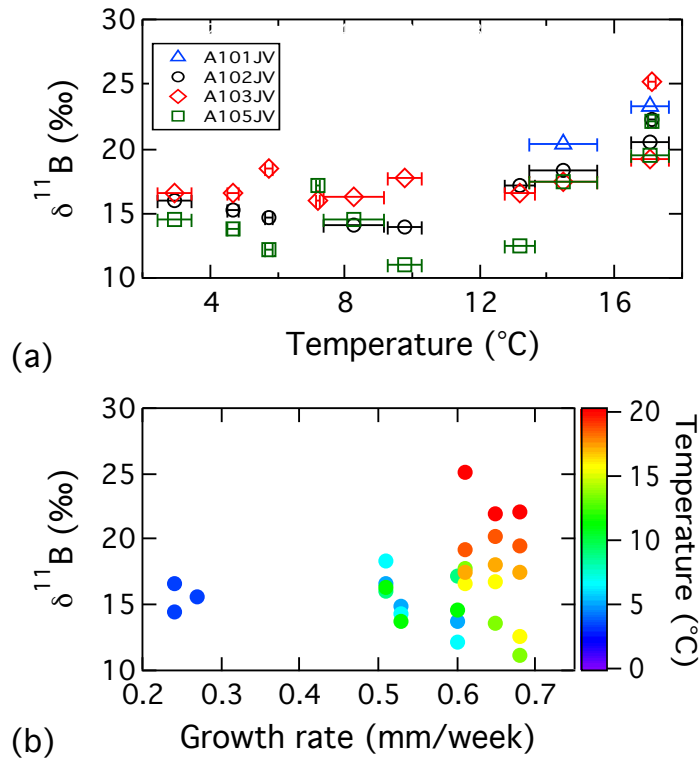 30
25
20
15
10
δ 11B (‰)
A101JV
A102JV
A103JV
A105JV
4 8 12 16
Temperature (°C)
(a)
30
25
20
15
10
δ 11B (‰)
0.2 0.3 0.4 0.5 0.6 0.7
Growth rate (mm/week)
20
15
10
5
0
Temperature (°C)
(b)